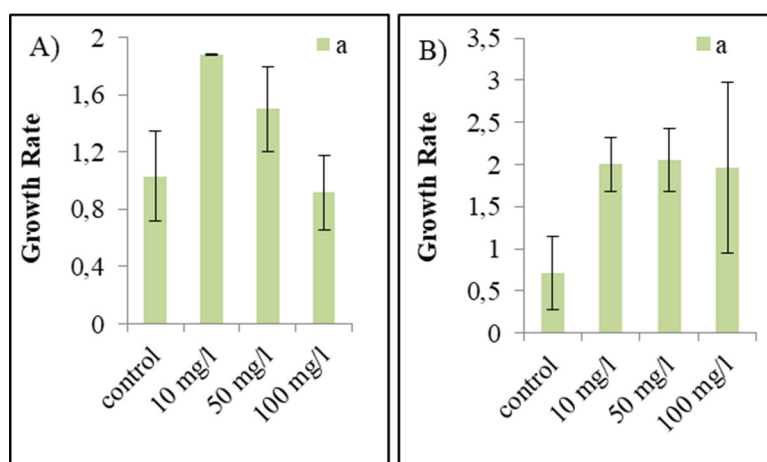 A)
a
Growth Rate
2
1,6
1,2
0,8
0,4
0
control
10 mg/l
50 mg/l
100 mg/l
B)
a
Growth Rate
3,5
3
2,5
2
1,5
1
0,5
0
control
10 mg/l
50 mg/l
100 mg/l